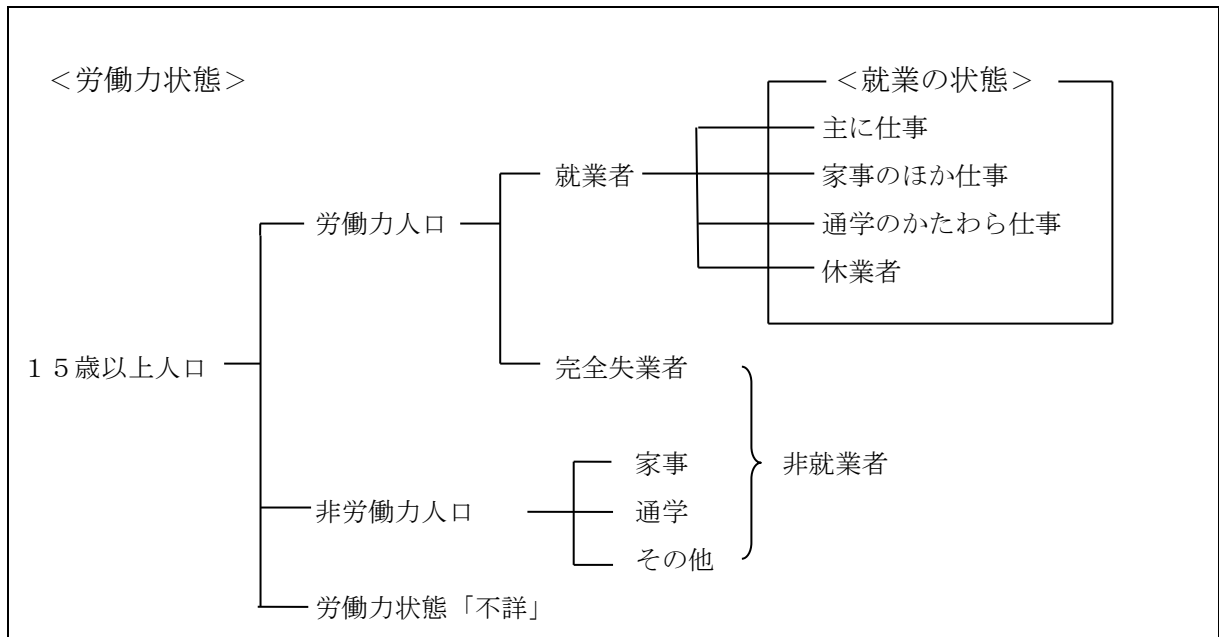 <労働力状態>
<就業の状態>
主に仕事
就業者
家事のほか仕事
労働力人口
通学のかたわら仕事
休業者
15歳以上人口
完全失業者
家事
非就業者
非労働力人口
通学
その他
労働力状態「不詳」